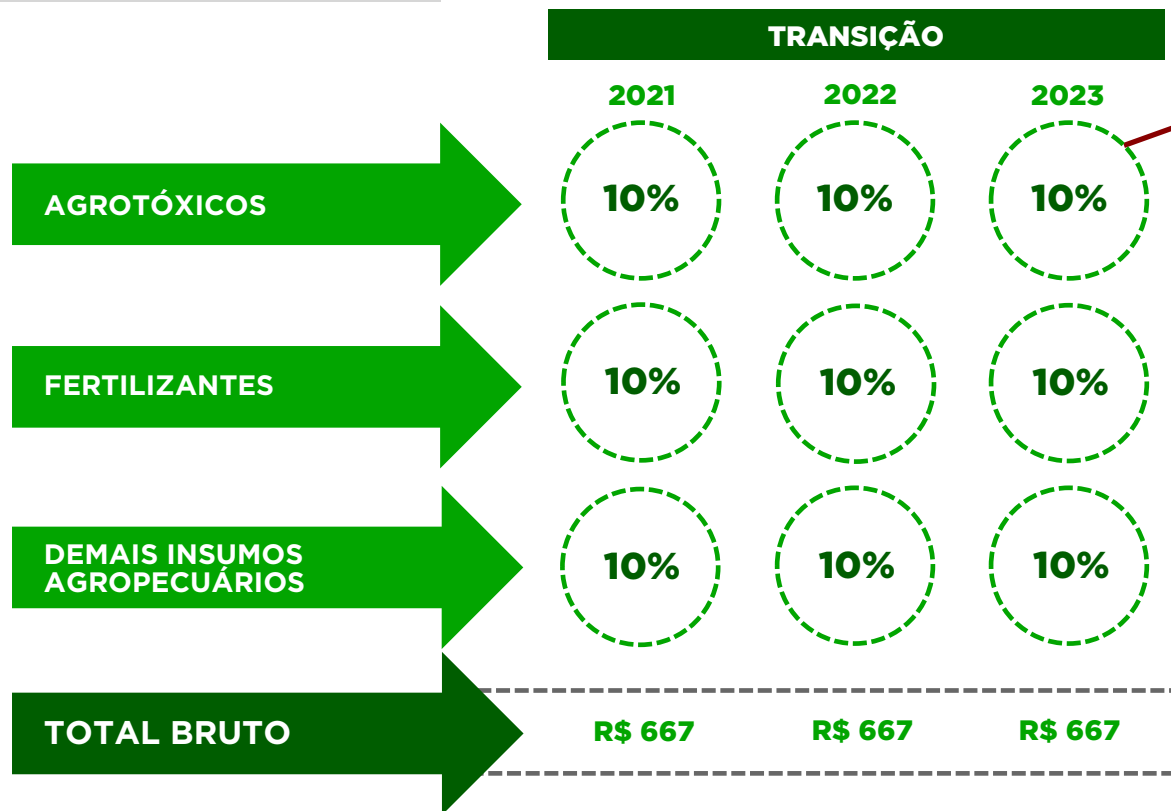 TRANSIÇÃO
2021 2022 2023
AGROTÓXICOS 10% 10% 10%
FERTILIZANTES 10% 10% 10%
DEMAIS INSUMOS
AGROPECUÁRIOS 10% 10% 10%
TOTAL BRUTO R$ 667 R$ 667 R$ 667